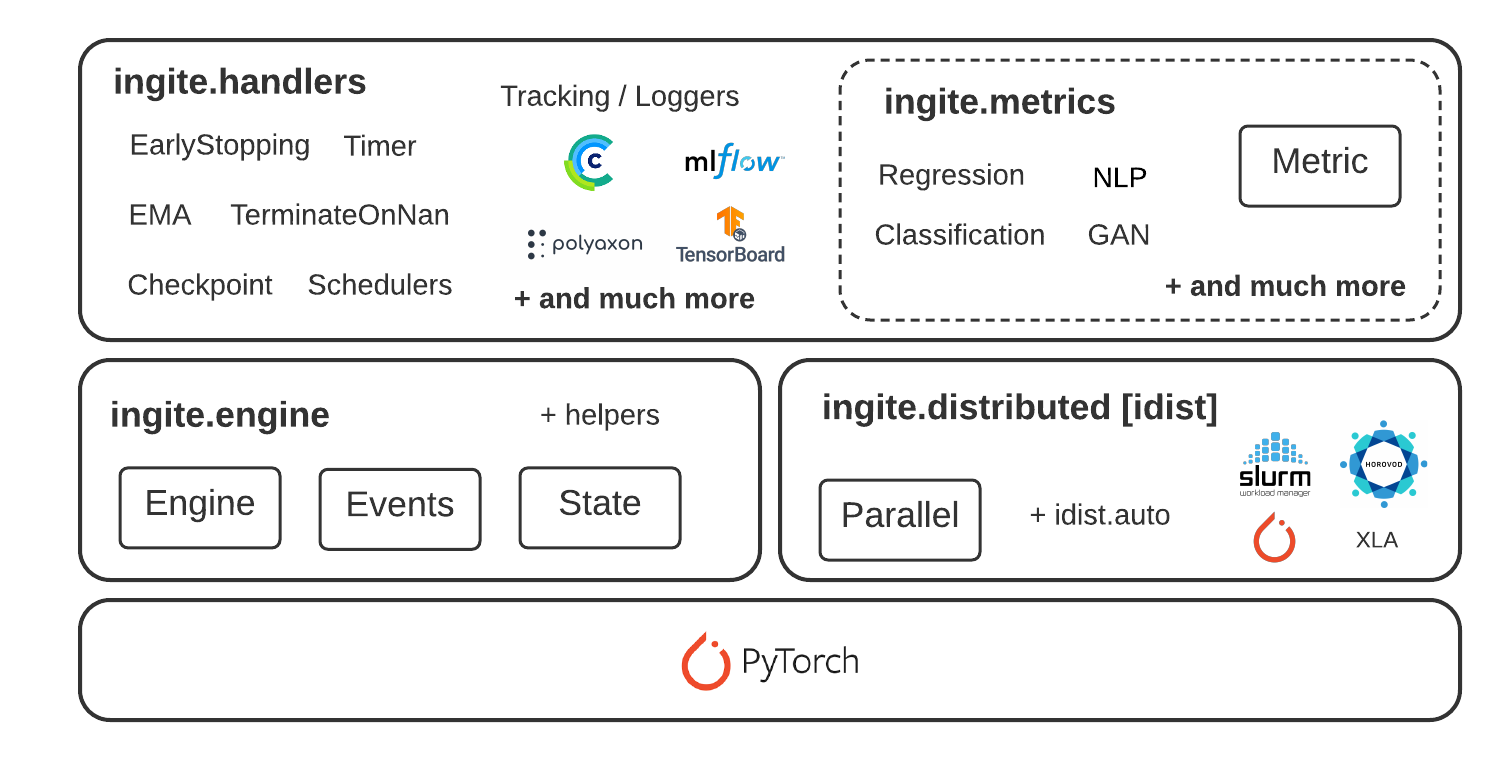 ingite.handlers
EarlyStopping Timer
EMA TerminateOnNan
Checkpoint Schedulers
Tracking / Loggers
C
mlflow™
polyaxon
TensorBoard
+ and much more
ingite.metrics
Metric
Regression NLP
Classification GAN
+ and much more
ingite.engine
+ helpers
Engine
Events
State
ingite.distributed [idist]
Parallel
+ idist.auto
slurm
workload manager
HOROVOD
XLA
PyTorch